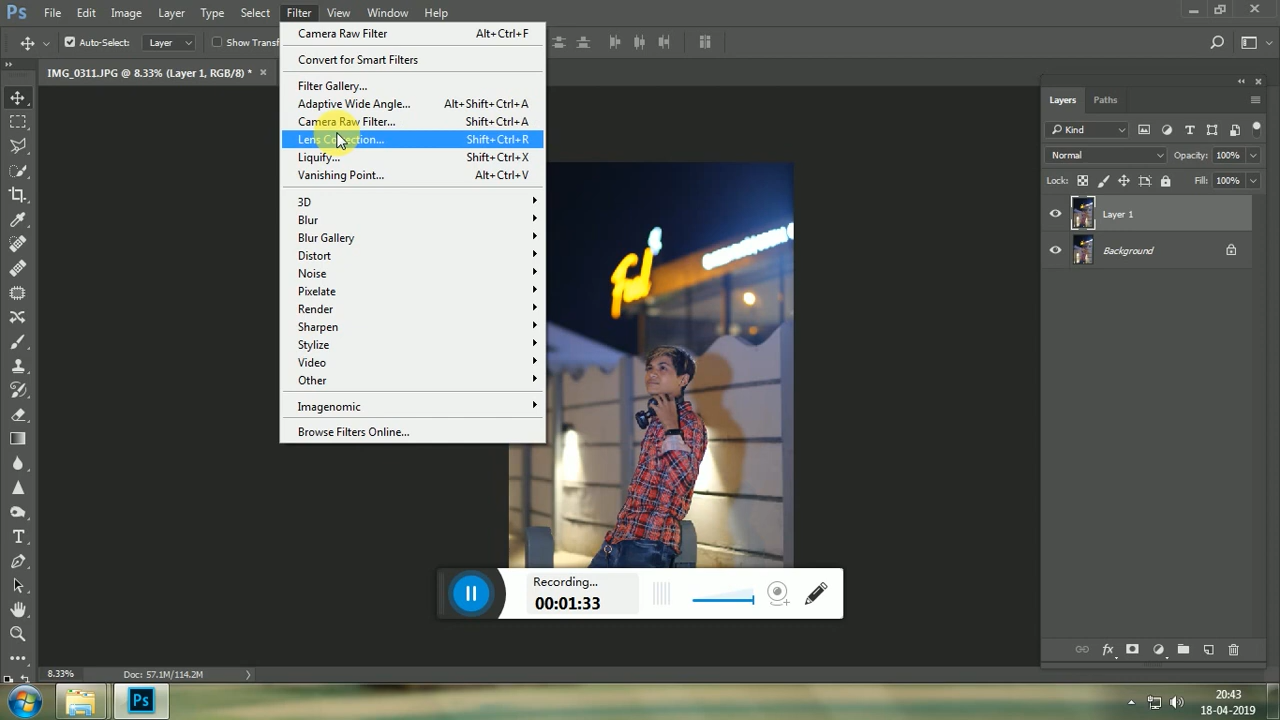 Ps File Edit Image Layer Type Select Filter View Window Help
Auto-Select: Layer Show Transf
IMG_0311.JPG @ 8.33% (Layer 1, RGB/8) *
Camera Raw Filter Alt+Ctrl+F
Convert for Smart Filters
Filter Gallery...
Adaptive Wide Angle... Alt+Shift+Ctrl+A
Camera Raw Filter... Shift+Ctrl+A
Lens Correction... Shift+Ctrl+R
Liquify... Shift+Ctrl+X
Vanishing Point... Alt+Ctrl+V
3D
Blur
Blur Gallery
Distort
Noise
Pixelate
Render
Sharpen
Stylize
Video
Other
Imagenomic
Browse Filters Online...
Layers Paths
Kind
Normal Opacity: 100%
Lock: Fill: 100%
Layer 1
Background
Recording...
00:01:33
8.33% Doc: 57.1M/114.2M
fx
Ps
20:43
18-04-2019